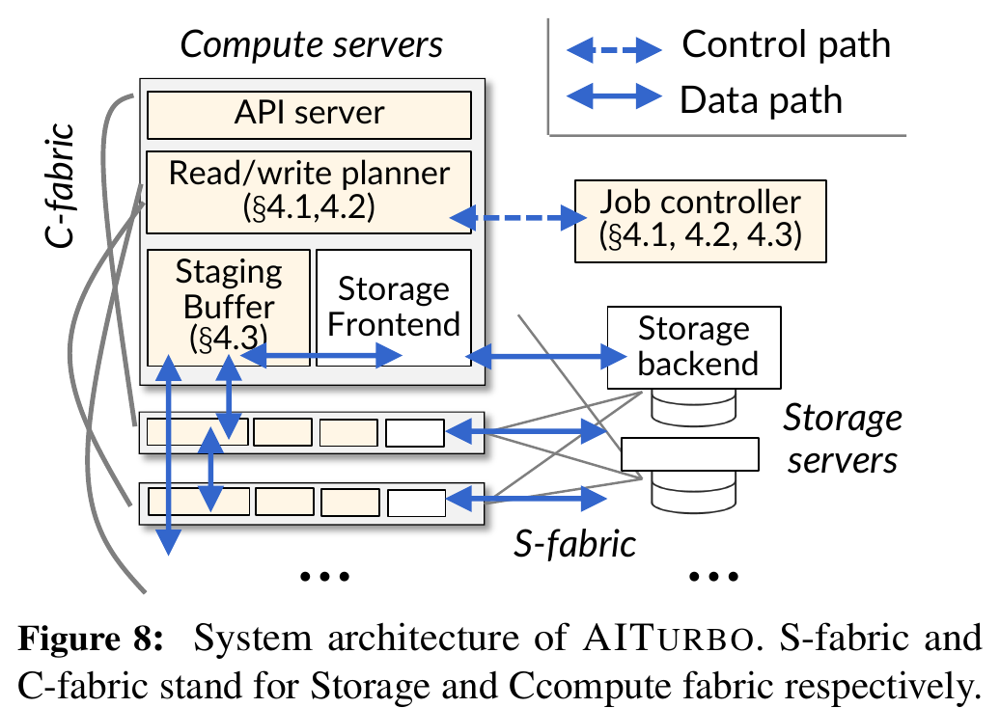 Compute servers
Control path
Data path
C-fabric
API server
Read/write planner
(§4.1,4.2)
Job controller
(§4.1, 4.2, 4.3)
Staging
Buffer
(§4.3)
Storage
Frontend
Storage
backend
Storage
servers
S-fabric
...
...
Figure 8: System architecture of AITURBO. S-fabric and
C-fabric stand for Storage and Ccompute fabric respectively.